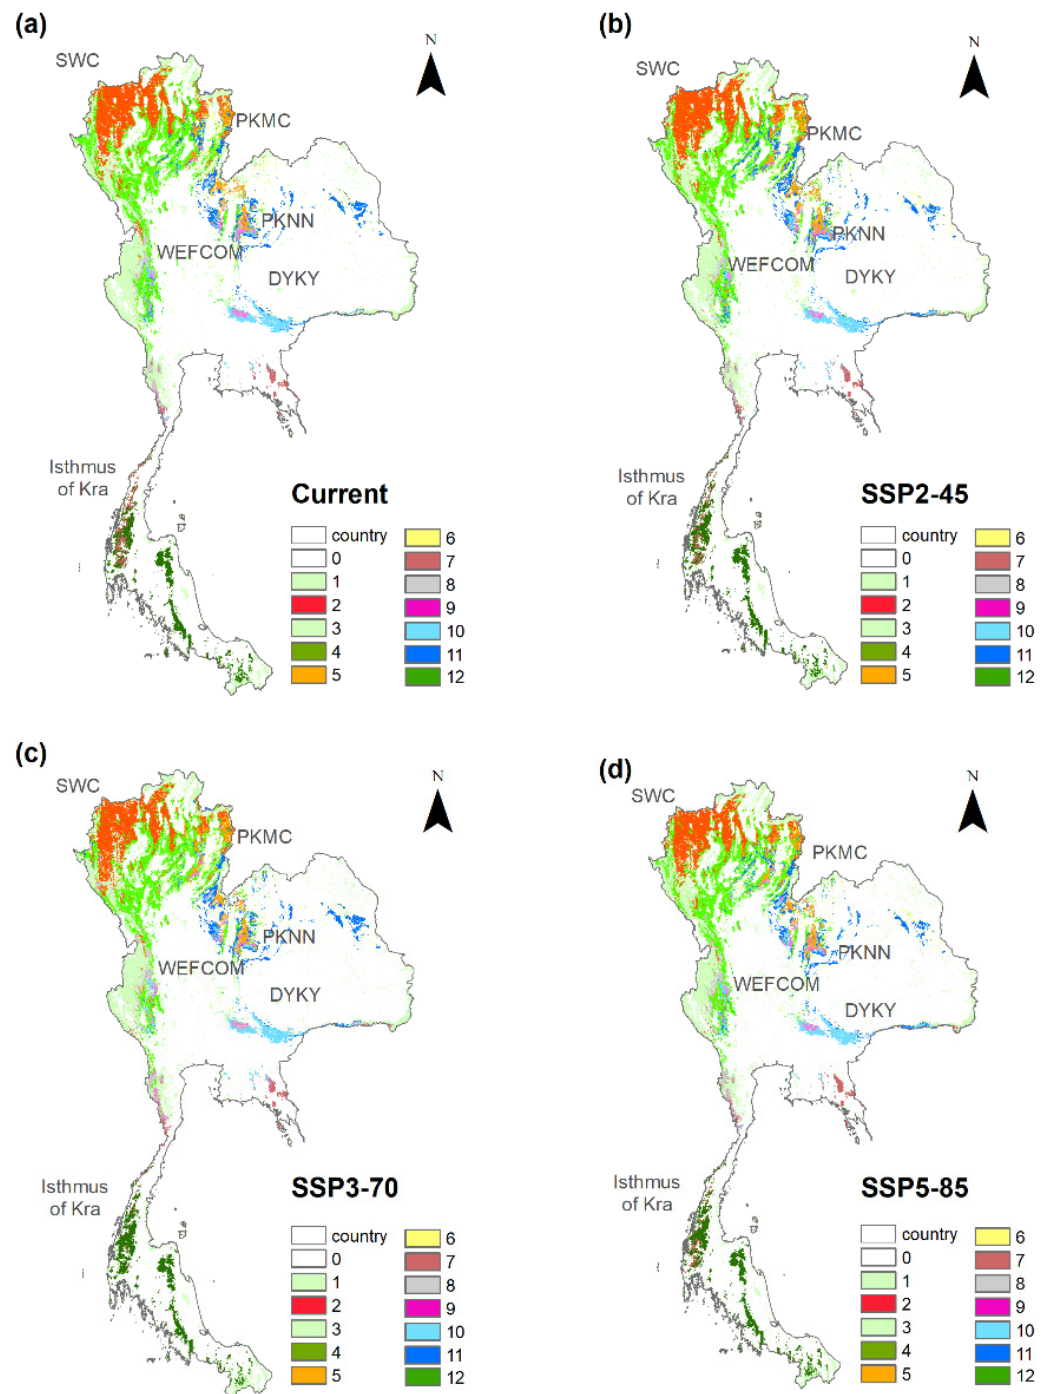 (a)
N
SWC
PKMC
PKNN
WEFCOM
DYKY
Isthmus
of Kra
Current
country
0
1
2
3
4
5
6
7
8
9
10
11
12
(b)
N
SWC
PKMC
PKNN
WEFCOM
DYKY
Isthmus
of Kra
SSP2-45
country
0
1
2
3
4
5
6
7
8
9
10
11
12
(c)
N
SWC
PKMC
PKNN
WEFCOM
DYKY
Isthmus
of Kra
SSP3-70
country
0
1
2
3
4
5
6
7
8
9
10
11
12
(d)
N
SWC
PKMC
PKNN
WEFCOM
DYKY
Isthmus
of Kra
SSP5-85
country
0
1
2
3
4
5
6
7
8
9
10
11
12